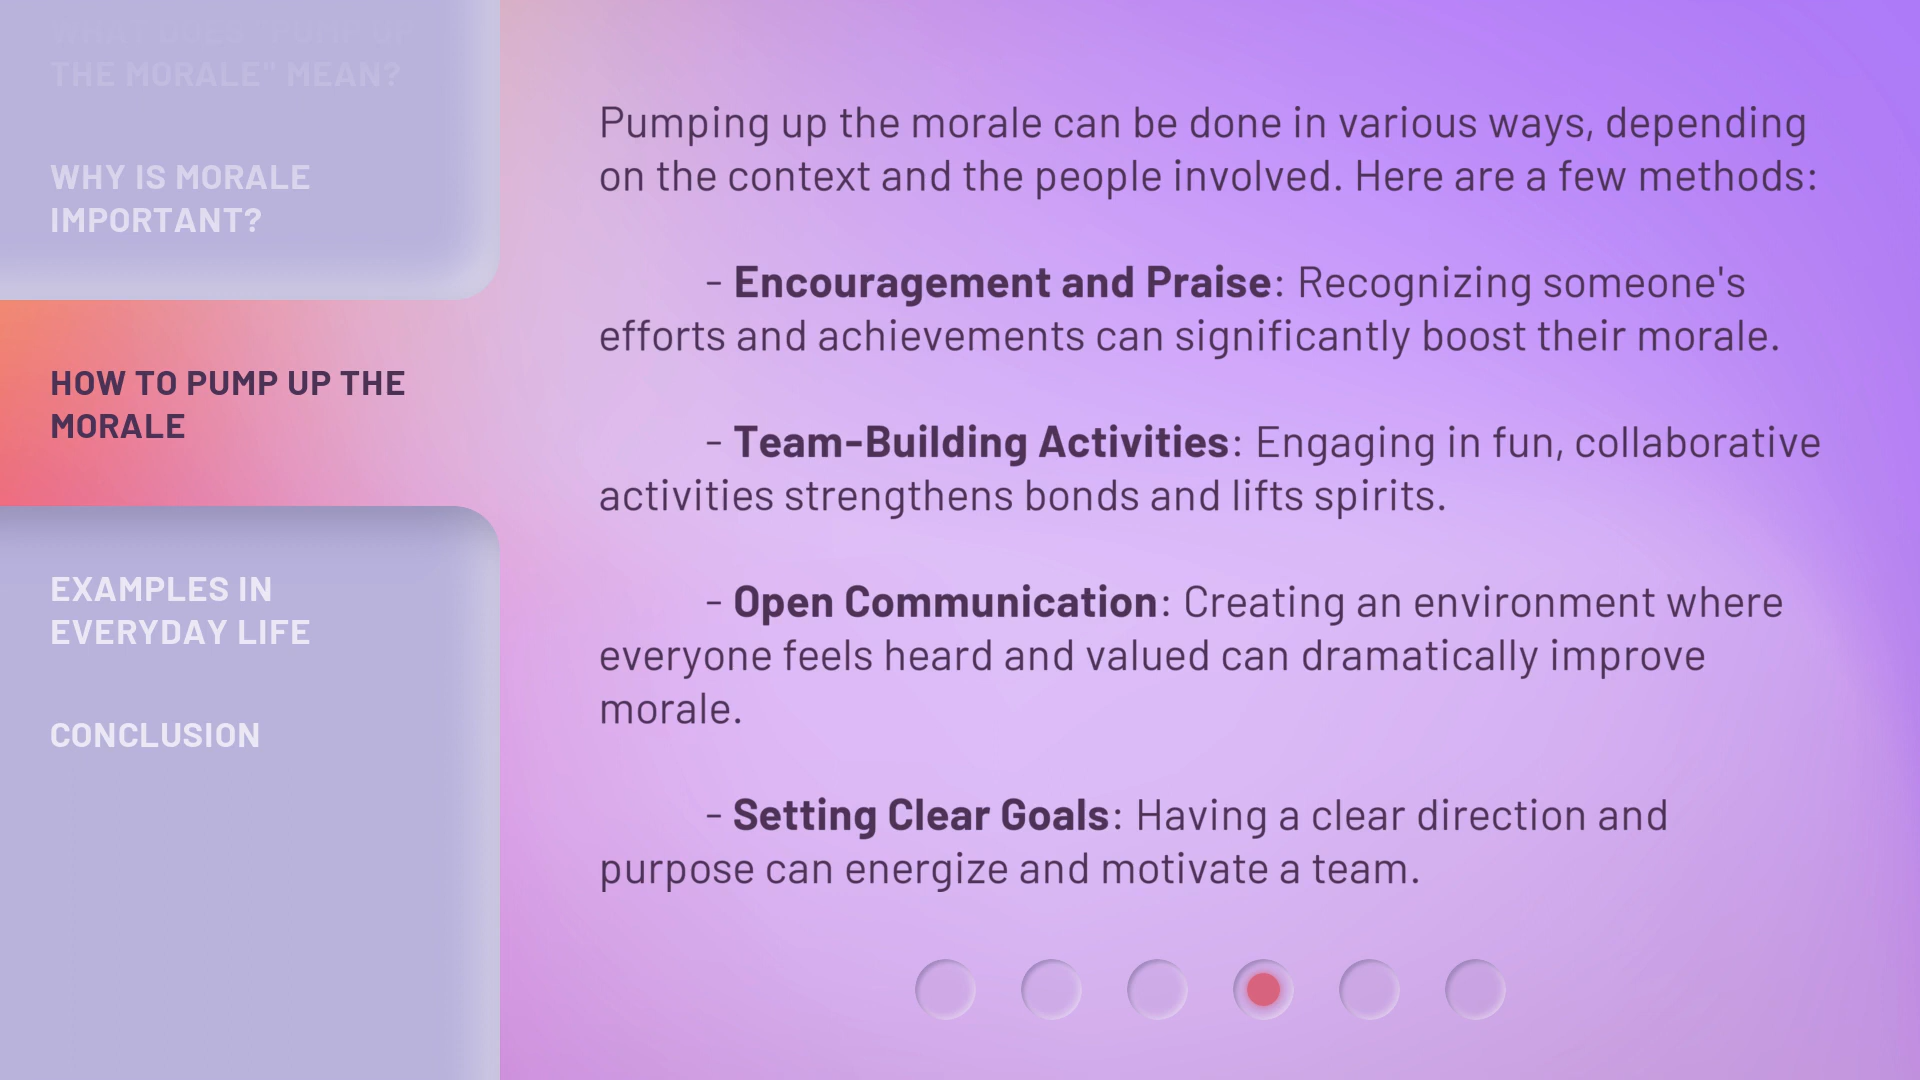 WHAT DOES "PUMP UP
THE MORALE" MEAN?
WHY IS MORALE
IMPORTANT?
HOW TO PUMP UP THE
MORALE
EXAMPLES IN
EVERYDAY LIFE
CONCLUSION
Pumping up the morale can be done in various ways, depending
on the context and the people involved. Here are a few methods:
- Encouragement and Praise: Recognizing someone's
efforts and achievements can significantly boost their morale.
- Team-Building Activities: Engaging in fun, collaborative
activities strengthens bonds and lifts spirits.
- Open Communication: Creating an environment where
everyone feels heard and valued can dramatically improve
morale.
- Setting Clear Goals: Having a clear direction and
purpose can energize and motivate a team.